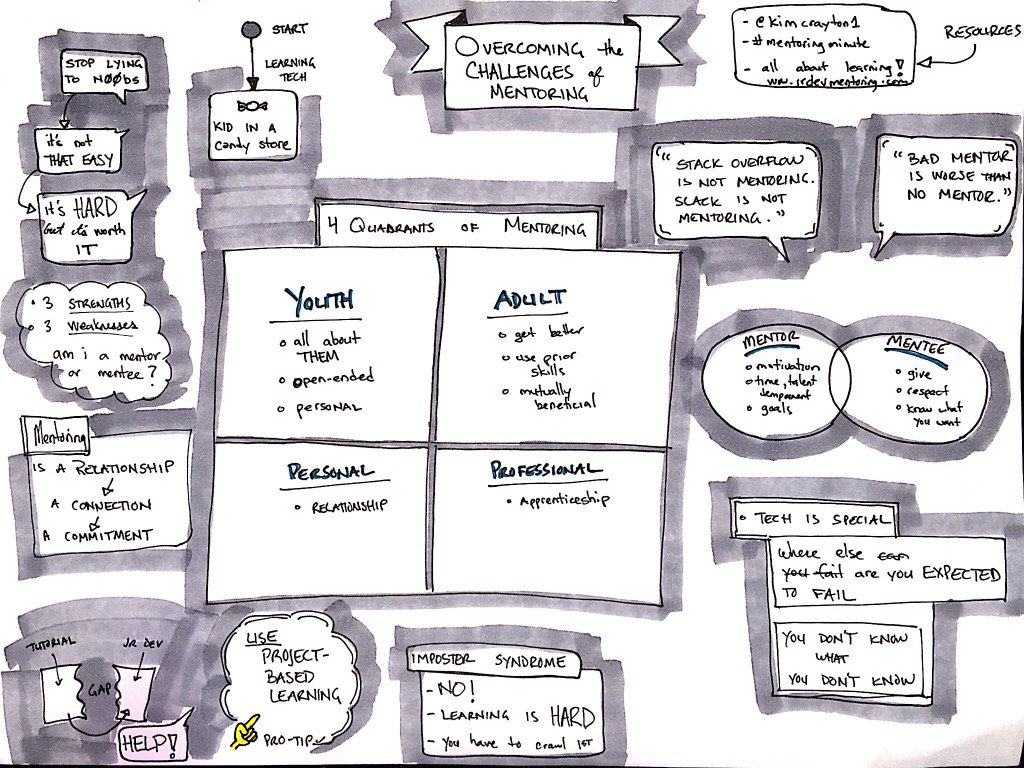 STOP LYING
TO NØØbs
it's not
THAT EASY
it's HARD
but it's worth
IT
START
LEARNING
TECH
KID IN A
candy store
OVERCOMING the
CHALLENGES of
MENTORING
- @kimcrayton1
- #mentoringminute
- all about learning!
www.jrdevmentoring.com
RESOURCES
"STACK OVERFLOW
IS NOT MENTORING.
SLACK IS NOT
MENTORING."
"BAD MENTOR
IS WORSE THAN
NO MENTOR."
4 QUADRANTS OF MENTORING
YOUTH
all about
THEM
open-ended
personal
ADULT
get better
use prior
skills
mutually
beneficial
PERSONAL
RELATIONSHIP
PROFESSIONAL
Apprenticeship
3 STRENGTHS
3 Weaknesses
am i a mentor
or mentee?
MENTOR
motivation
time, talent
goals
MENTEE
give
respect
know what
you want
Mentoring
IS A RELATIONSHIP
A CONNECTION
A COMMITMENT
TECH IS SPECIAL
Where else can
you fail are you EXPECTED
TO FAIL
YOU DON'T KNOW
WHAT
YOU DON'T KNOW
TUTORIAL
JR DEV
GAP
HELP!
USE
PROJECT-
BASED
LEARNING
PRO-TIP
IMPOSTER SYNDROME
- NO!
- LEARNING IS HARD
- you have to crawl 1ST